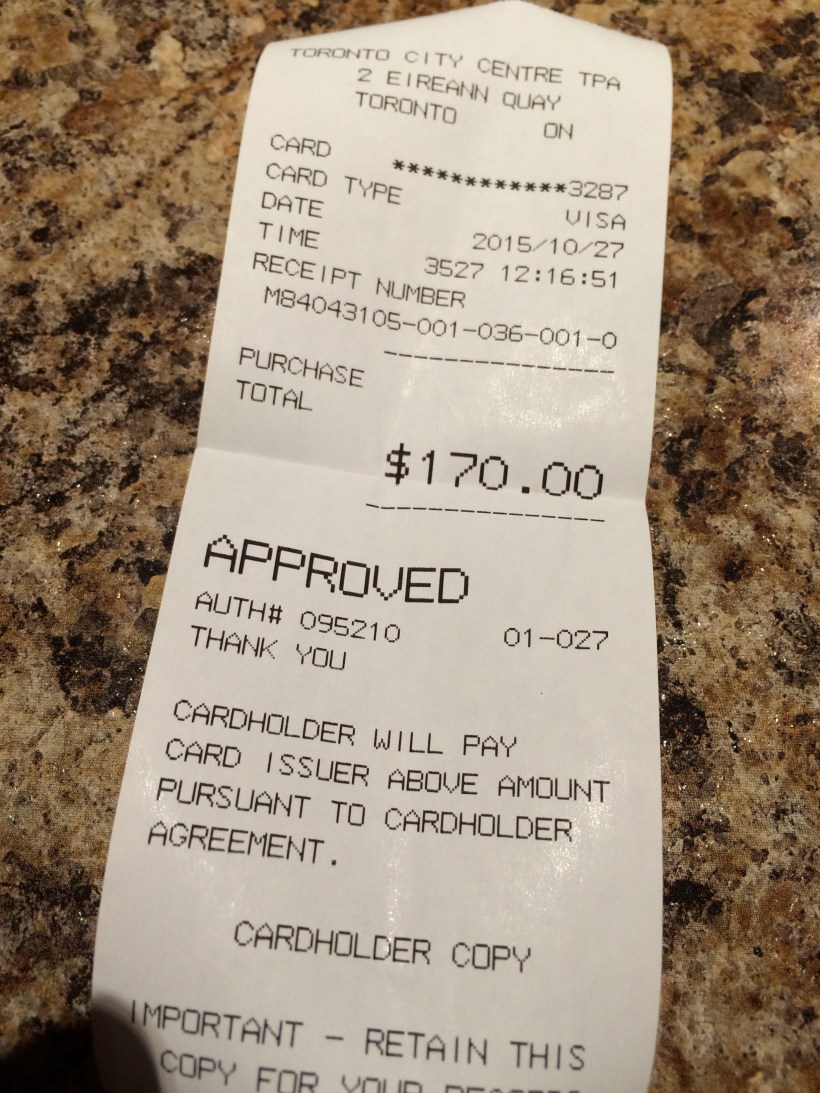 TORONTO CITY CENTRE TPA
2 EIREANN QUAY
TORONTO ON
CARD ************3287
CARD TYPE VISA
DATE 2015/10/27
TIME 3527 12:16:51
RECEIPT NUMBER
M84043105-001-036-001-0
PURCHASE
TOTAL
$170.00
APPROVED
AUTH# 095210 01-027
THANK YOU
CARDHOLDER WILL PAY
CARD ISSUER ABOVE AMOUNT
PURSUANT TO CARDHOLDER
AGREEMENT.
CARDHOLDER COPY
IMPORTANT - RETAIN THIS
COPY FOR YOUR